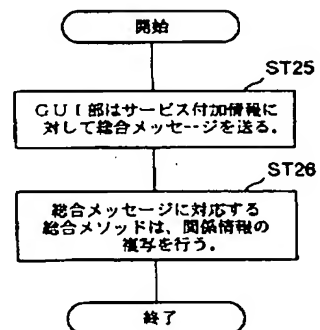 開始
ST25
GUI部はサービス付加情報に
対して総合メッセージを送る。
ST26
総合メッセージに対応する
総合メソッドは、関係情報の
複写を行う。
終了